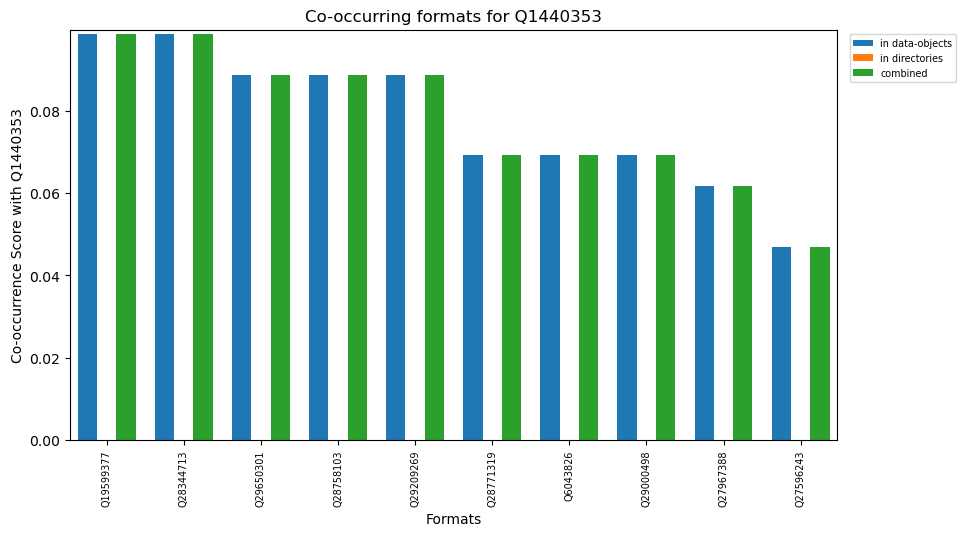 Co-occurring formats for Q1440353
in data-objects
in directories
combined
Co-occurrence Score with Q1440353
0.08
0.06
0.04
0.02
0.00
Q19599377
Q28344713
Q29650301
Q28758103
Q29209269
Q28771319
Q6043826
Q29000498
Q27967388
Q27596243
Formats